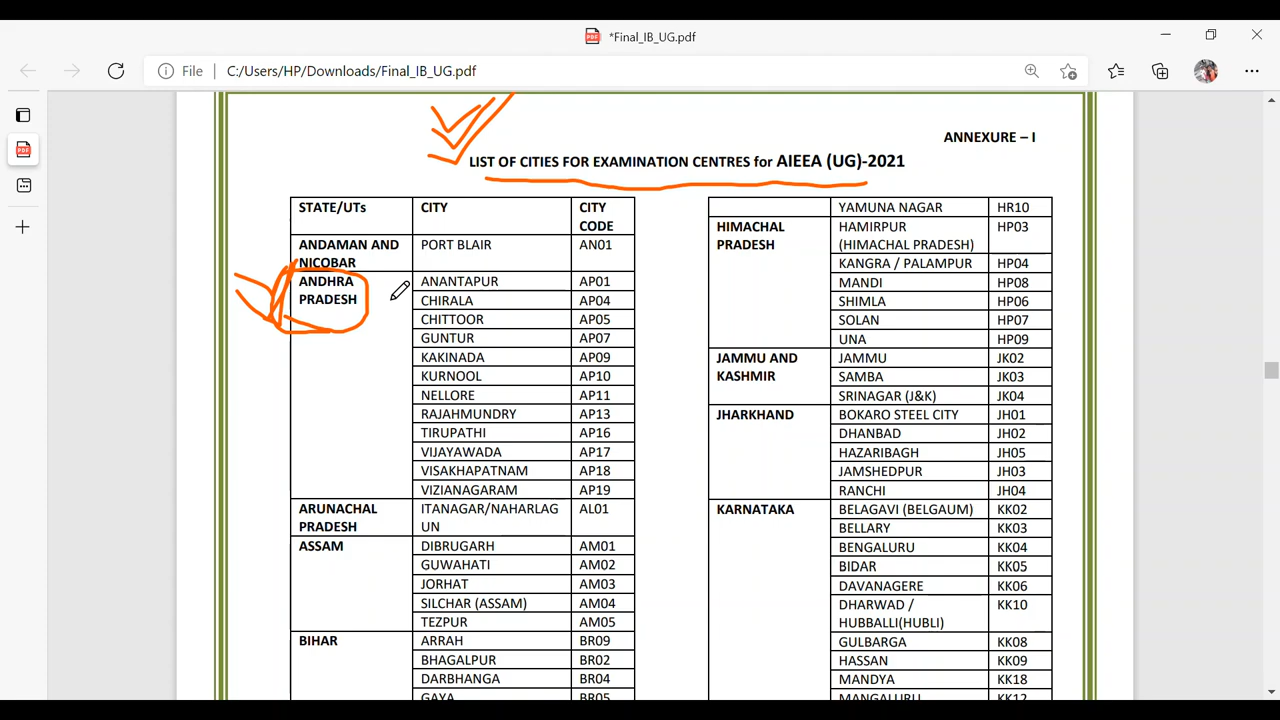 *Final_IB_UG.pdf
File
C:/Users/HP/Downloads/Final_IB_UG.pdf
ANNEXURE – I
LIST OF CITIES FOR EXAMINATION CENTRES for AIEEA (UG)-2021
STATE/UTs CITY CITY CODE
ANDAMAN AND NICOBAR PORT BLAIR AN01
ANDHRA PRADESH ANANTAPUR AP01
CHIRALA AP04
CHITTOOR AP05
GUNTUR AP07
KAKINADA AP09
KURNOOL AP10
NELLORE AP11
RAJAHMUNDRY AP13
TIRUPATHI AP16
VIJAYAWADA AP17
VISAKHAPATNAM AP18
VIZIANAGARAM AP19
ARUNACHAL PRADESH ITANAGAR/NAHARLAGUN AL01
ASSAM DIBRUGARH AM01
GUWAHATI AM02
JORHAT AM03
SILCHAR (ASSAM) AM04
TEZPUR AM05
BIHAR ARRAH BR09
BHAGALPUR BR02
DARBHANGA BR04
GAYA BR05
YAMUNA NAGAR HR10
HIMACHAL PRADESH HAMIRPUR (HIMACHAL PRADESH) HP03
KANGRA / PALAMPUR HP04
MANDI HP08
SHIMLA HP06
SOLAN HP07
UNA HP09
JAMMU AND KASHMIR JAMMU JK02
SAMBA JK03
SRINAGAR (J&K) JK04
JHARKHAND BOKARO STEEL CITY JH01
DHANBAD JH02
HAZARIBAGH JH05
JAMSHEDPUR JH03
RANCHI JH04
KARNATAKA BELAGAVI (BELGAUM) KK02
BELLARY KK03
BENGALURU KK04
BIDAR KK05
DAVANAGERE KK06
DHARWAD / HUBBALLI(HUBLI) KK10
GULBARGA KK08
HASSAN KK09
MANDYA KK18
MANGALURU KK12